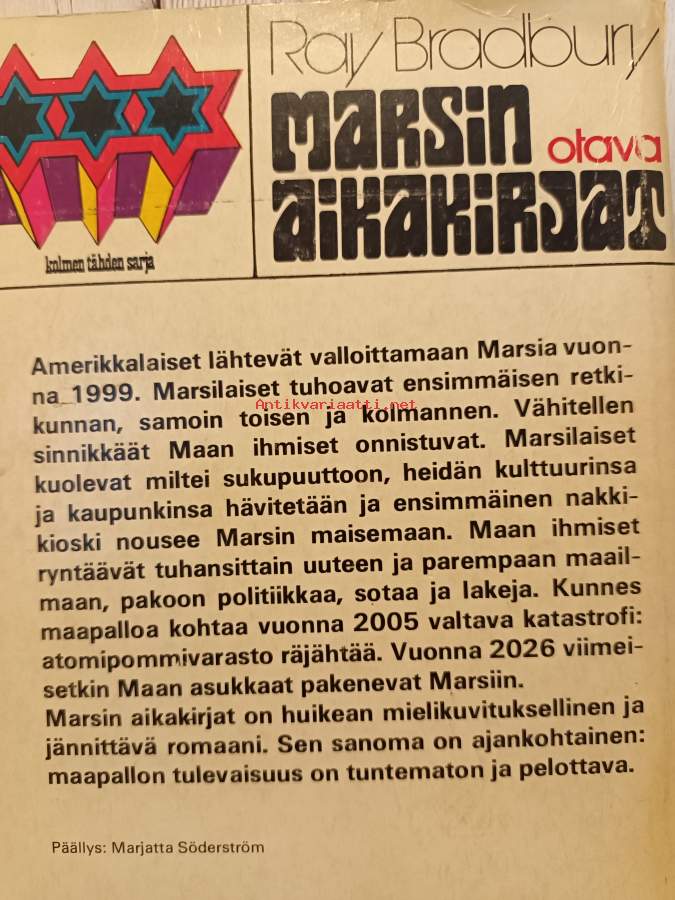 Ray Bradbury
MARSiN
otava
AiKAKiRJAT
kolmen tähden sarja
Amerikkalaiset lähtevät valloittamaan Marsia vuon-
na 1999. Marsilaiset tuhoavat ensimmäisen retki-
Antikvariaatti.net
kunnan, samoin toisen ja kolmannen. Vähitellen
sinnikkäät Maan ihmiset onnistuvat. Marsilaiset
kuolevat miltei sukupuuttoon, heidän kulttuurinsa
ja kaupunkinsa hävitetään ja ensimmäinen nakki-
kioski nousee Marsin maisemaan. Maan ihmiset
ryntäävät tuhansittain uuteen ja parempaan maail-
maan, pakoon politiikkaa, sotaa ja lakeja. Kunnes
maapalloa kohtaa vuonna 2005 valtava katastrofi:
atomipommivarasto räjähtää. Vuonna 2026 viimei-
setkin Maan asukkaat pakenevat Marsiin.
Marsin aikakirjat on huikean mielikuvituksellinen ja
jännittävä romaani. Sen sanoma on ajankohtainen:
maapallon tulevaisuus on tuntematon ja pelottava.
Päällys: Marjatta Söderström